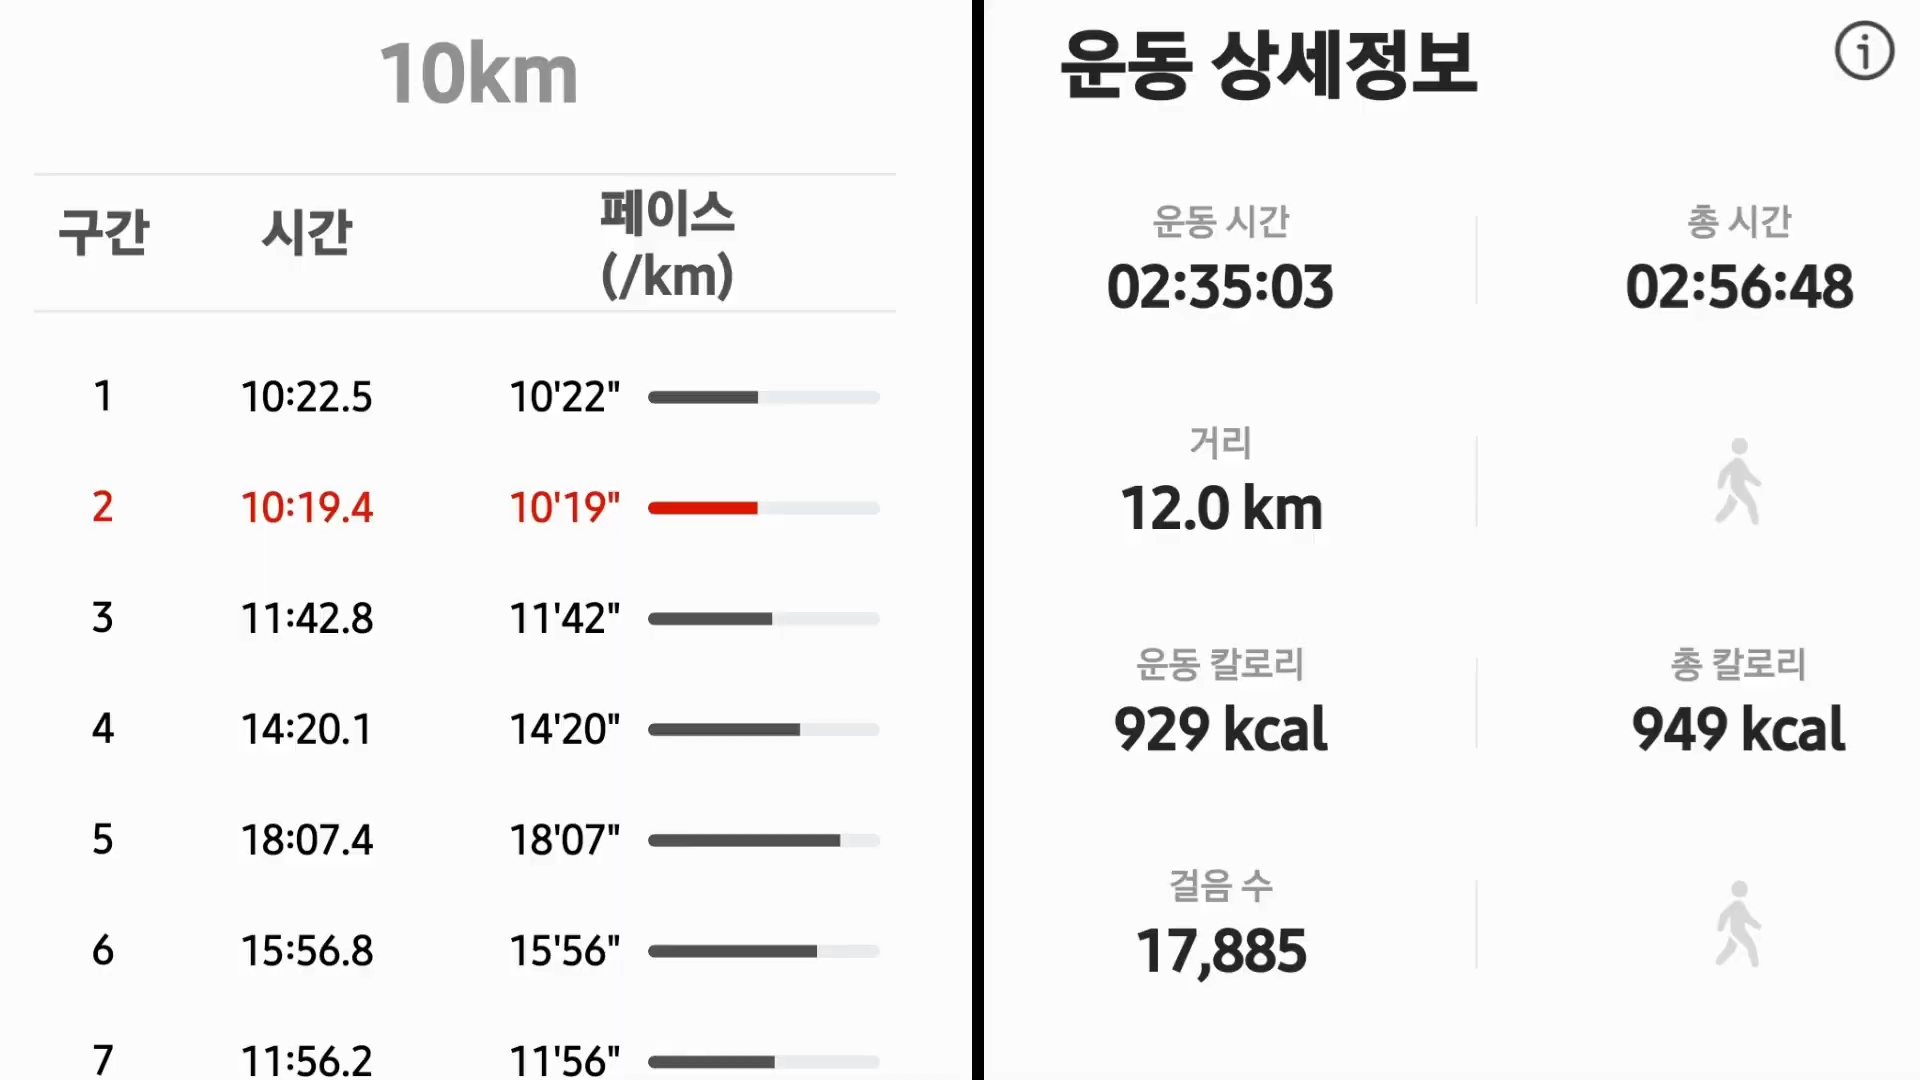 10km
구간 시간 페이스
(/km)
1 10:22.5 10'22"
2 10:19.4 10'19"
3 11:42.8 11'42"
4 14:20.1 14'20"
5 18:07.4 18'07"
6 15:56.8 15'56"
7 11:56.2 11'56"
운동 상세정보
i
운동 시간 총 시간
02:35:03 02:56:48
거리
12.0 km
운동 칼로리 총 칼로리
929 kcal 949 kcal
걸음 수
17,885